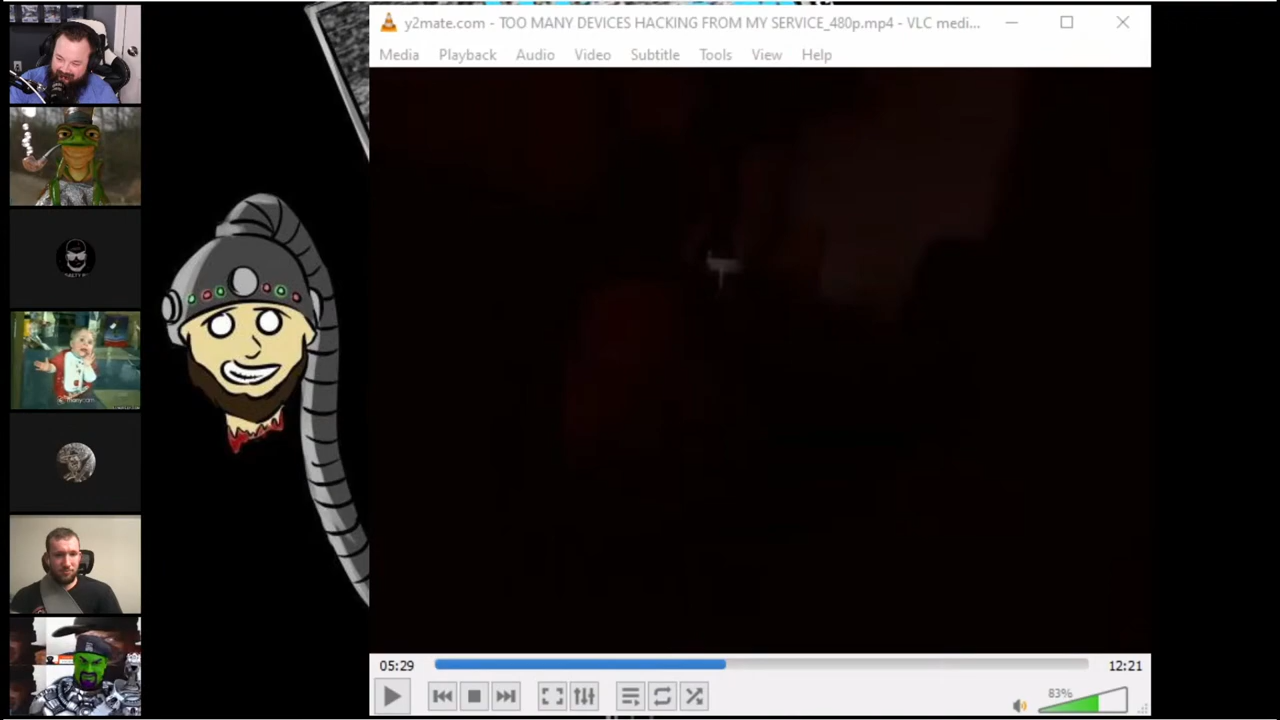 y2mate.com - TOO MANY DEVICES HACKING FROM MY SERVICE_480p.mp4 - VLC medi...
Media Playback Audio Video Subtitle Tools View Help
05:29
12:21
83%